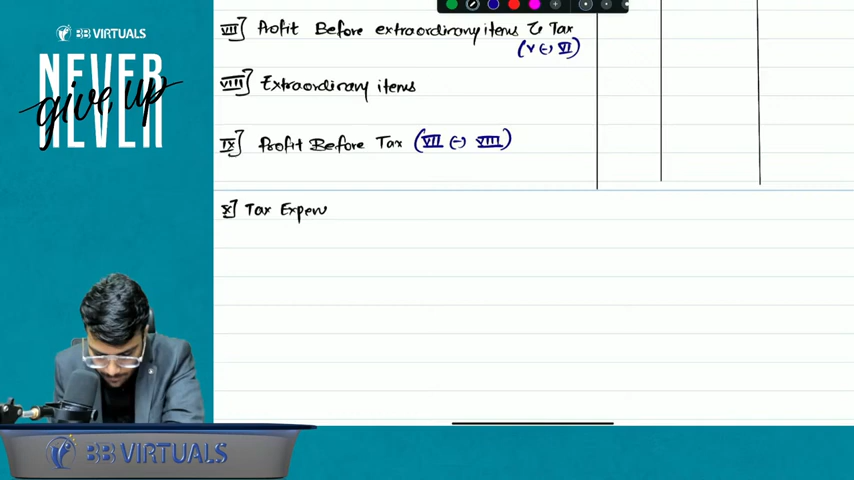 BB VIRTUALS
NEVER
give up
NEVER
VII] Profit Before extraordinary items & Tax
(V (-) VI)
VIII] Extraordinary items
IX] Profit Before Tax (VII (-) VIII)
X] Tax Expen
BB VIRTUALS